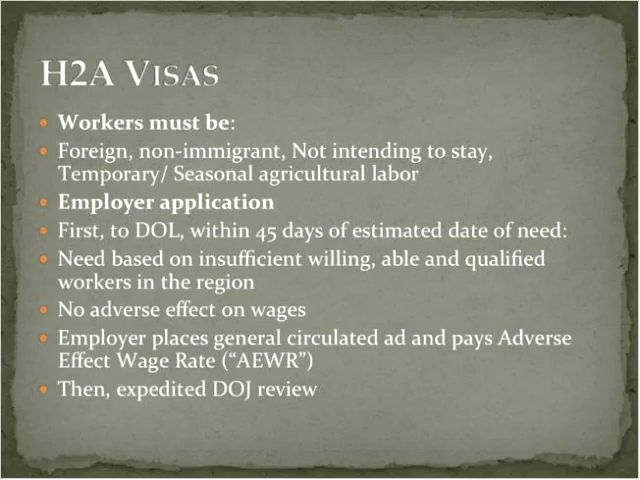 H2A Visas
Workers must be:
Foreign, non-immigrant, Not intending to stay,
Temporary/ Seasonal agricultural labor
Employer application
First, to DOL, within 45 days of estimated date of need:
Need based on insufficient willing, able and qualified
workers in the region
No adverse effect on wages
Employer places general circulated ad and pays Adverse
Effect Wage Rate (“AEWR”)
Then, expedited DOJ review